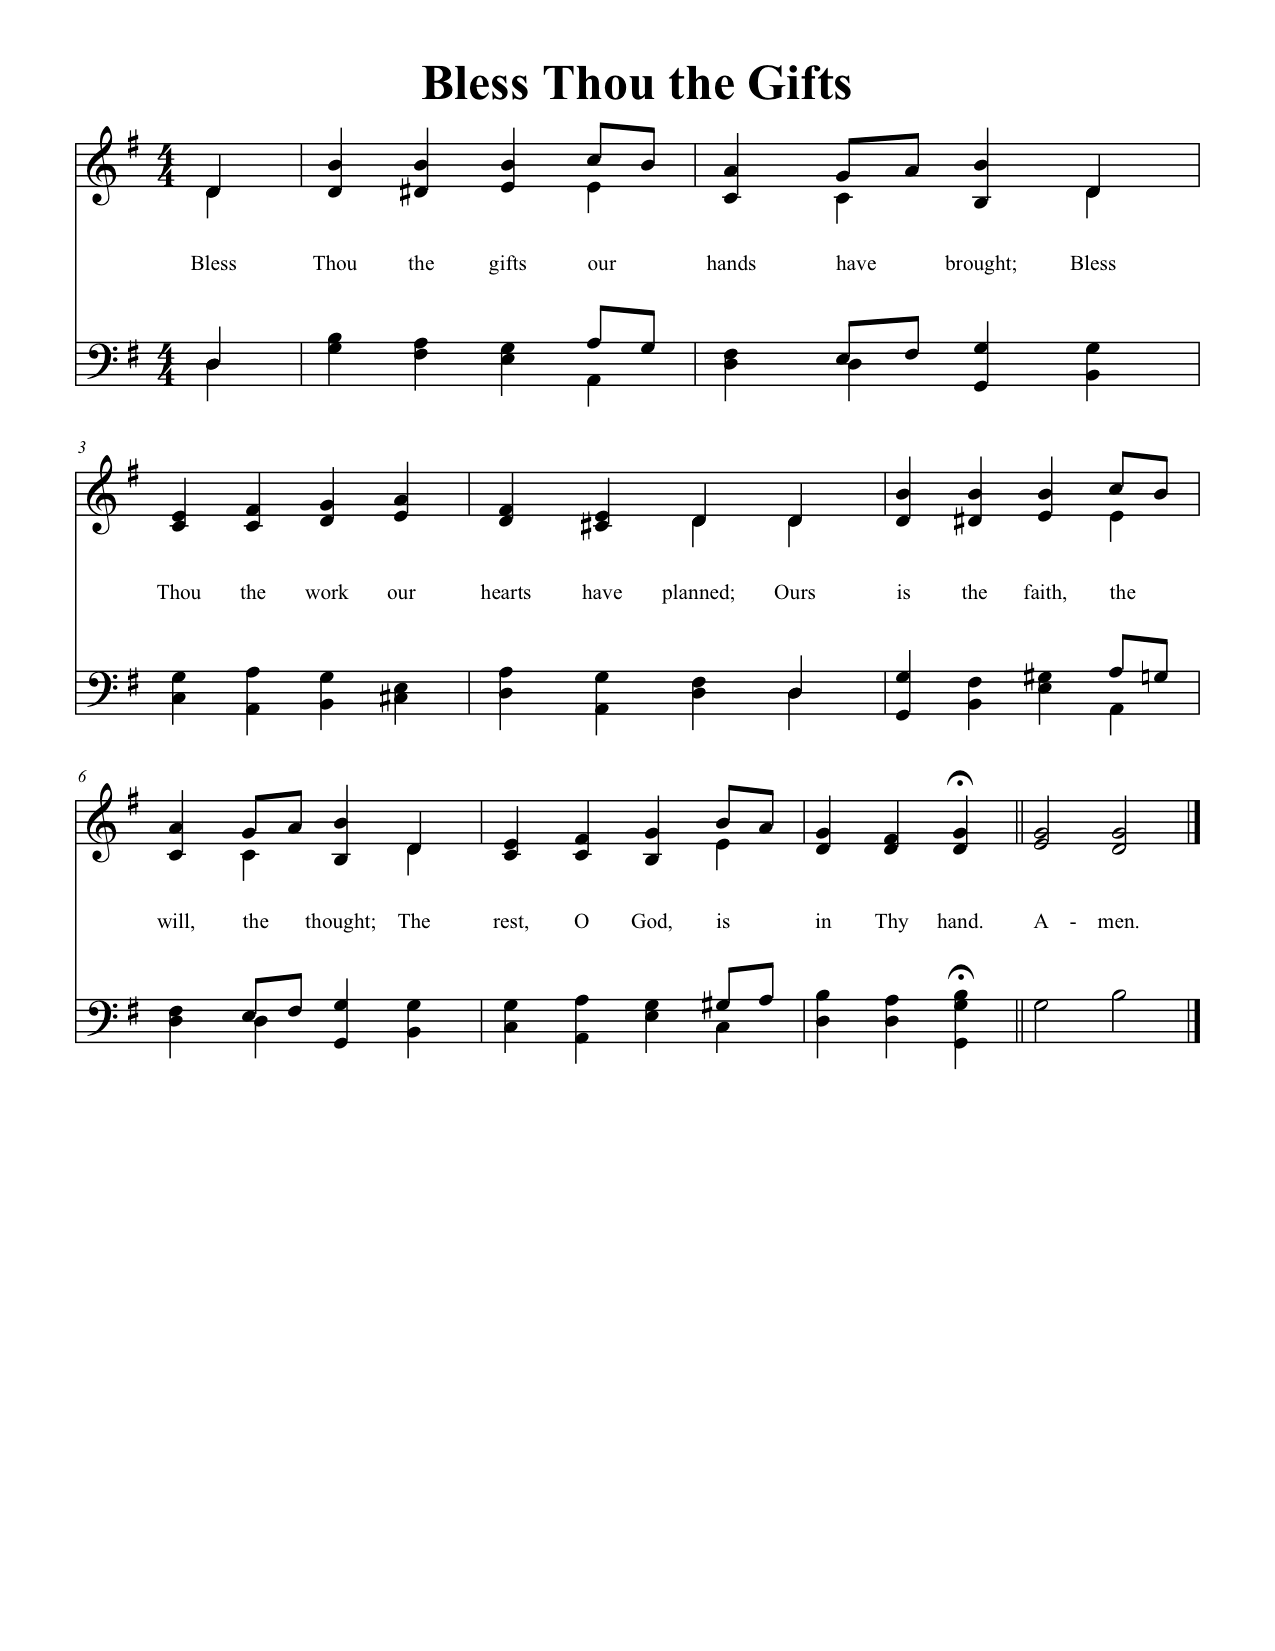 Bless Thou the Gifts
4 4
Bless Thou the gifts our hands have brought; Bless
4 4
3
Thou the work our hearts have planned; Ours is the faith, the
6
will, the thought; The rest, O God, is in Thy hand. A - men.